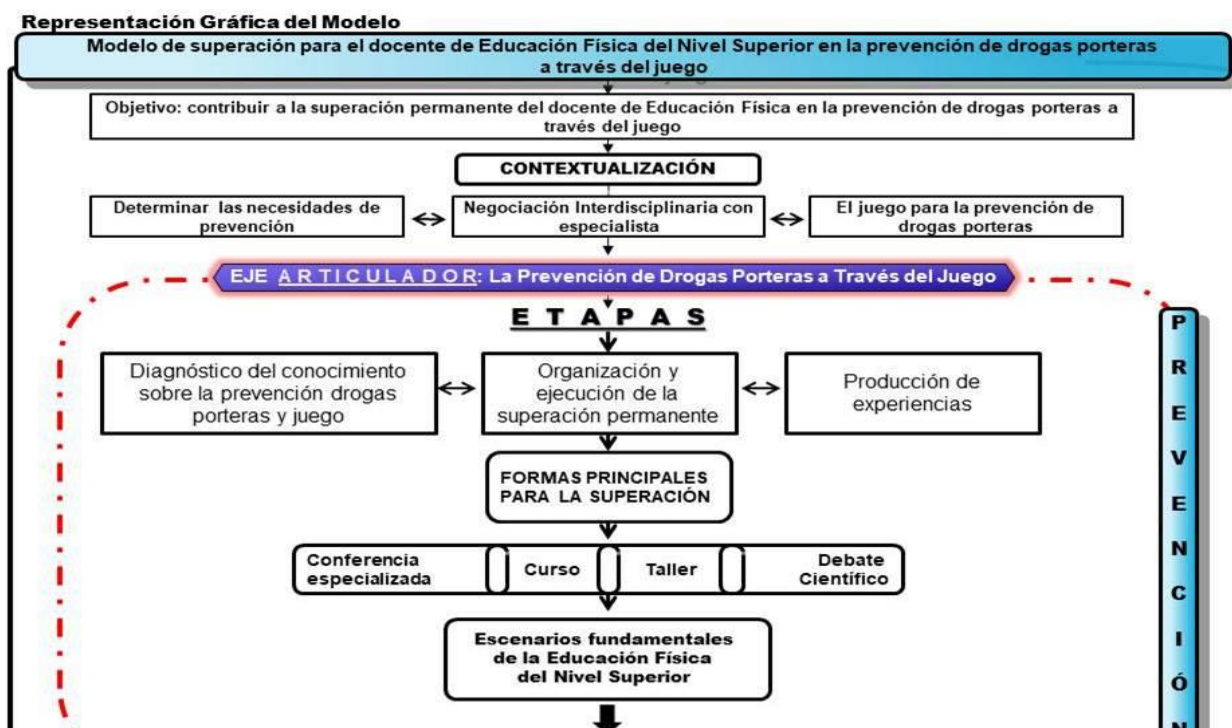 Representación Gráfica del Modelo
Modelo de superación para el docente de Educación Física del Nivel Superior en la prevención de drogas porteras
a través del juego
Objetivo: contribuir a la superación permanente del docente de Educación Física en la prevención de drogas porteras a
través del juego
CONTEXTUALIZACIÓN
Determinar las necesidades de
prevención
Negociación Interdisciplinaria con
especialista
El juego para la prevención de
drogas porteras
EJE A R T I C U L A D O R: La Prevención de Drogas Porteras a Través del Juego
E T A P A S
Diagnóstico del conocimiento
sobre la prevención drogas
porteras y juego
Organización y
ejecución de la
superación permanente
Producción de
experiencias
FORMAS PRINCIPALES
PARA LA SUPERACIÓN
Conferencia
especializada
Curso
Taller
Debate
Científico
Escenarios fundamentales
de la Educación Física
del Nivel Superior
P
R
E
V
E
N
C
I
Ó
N